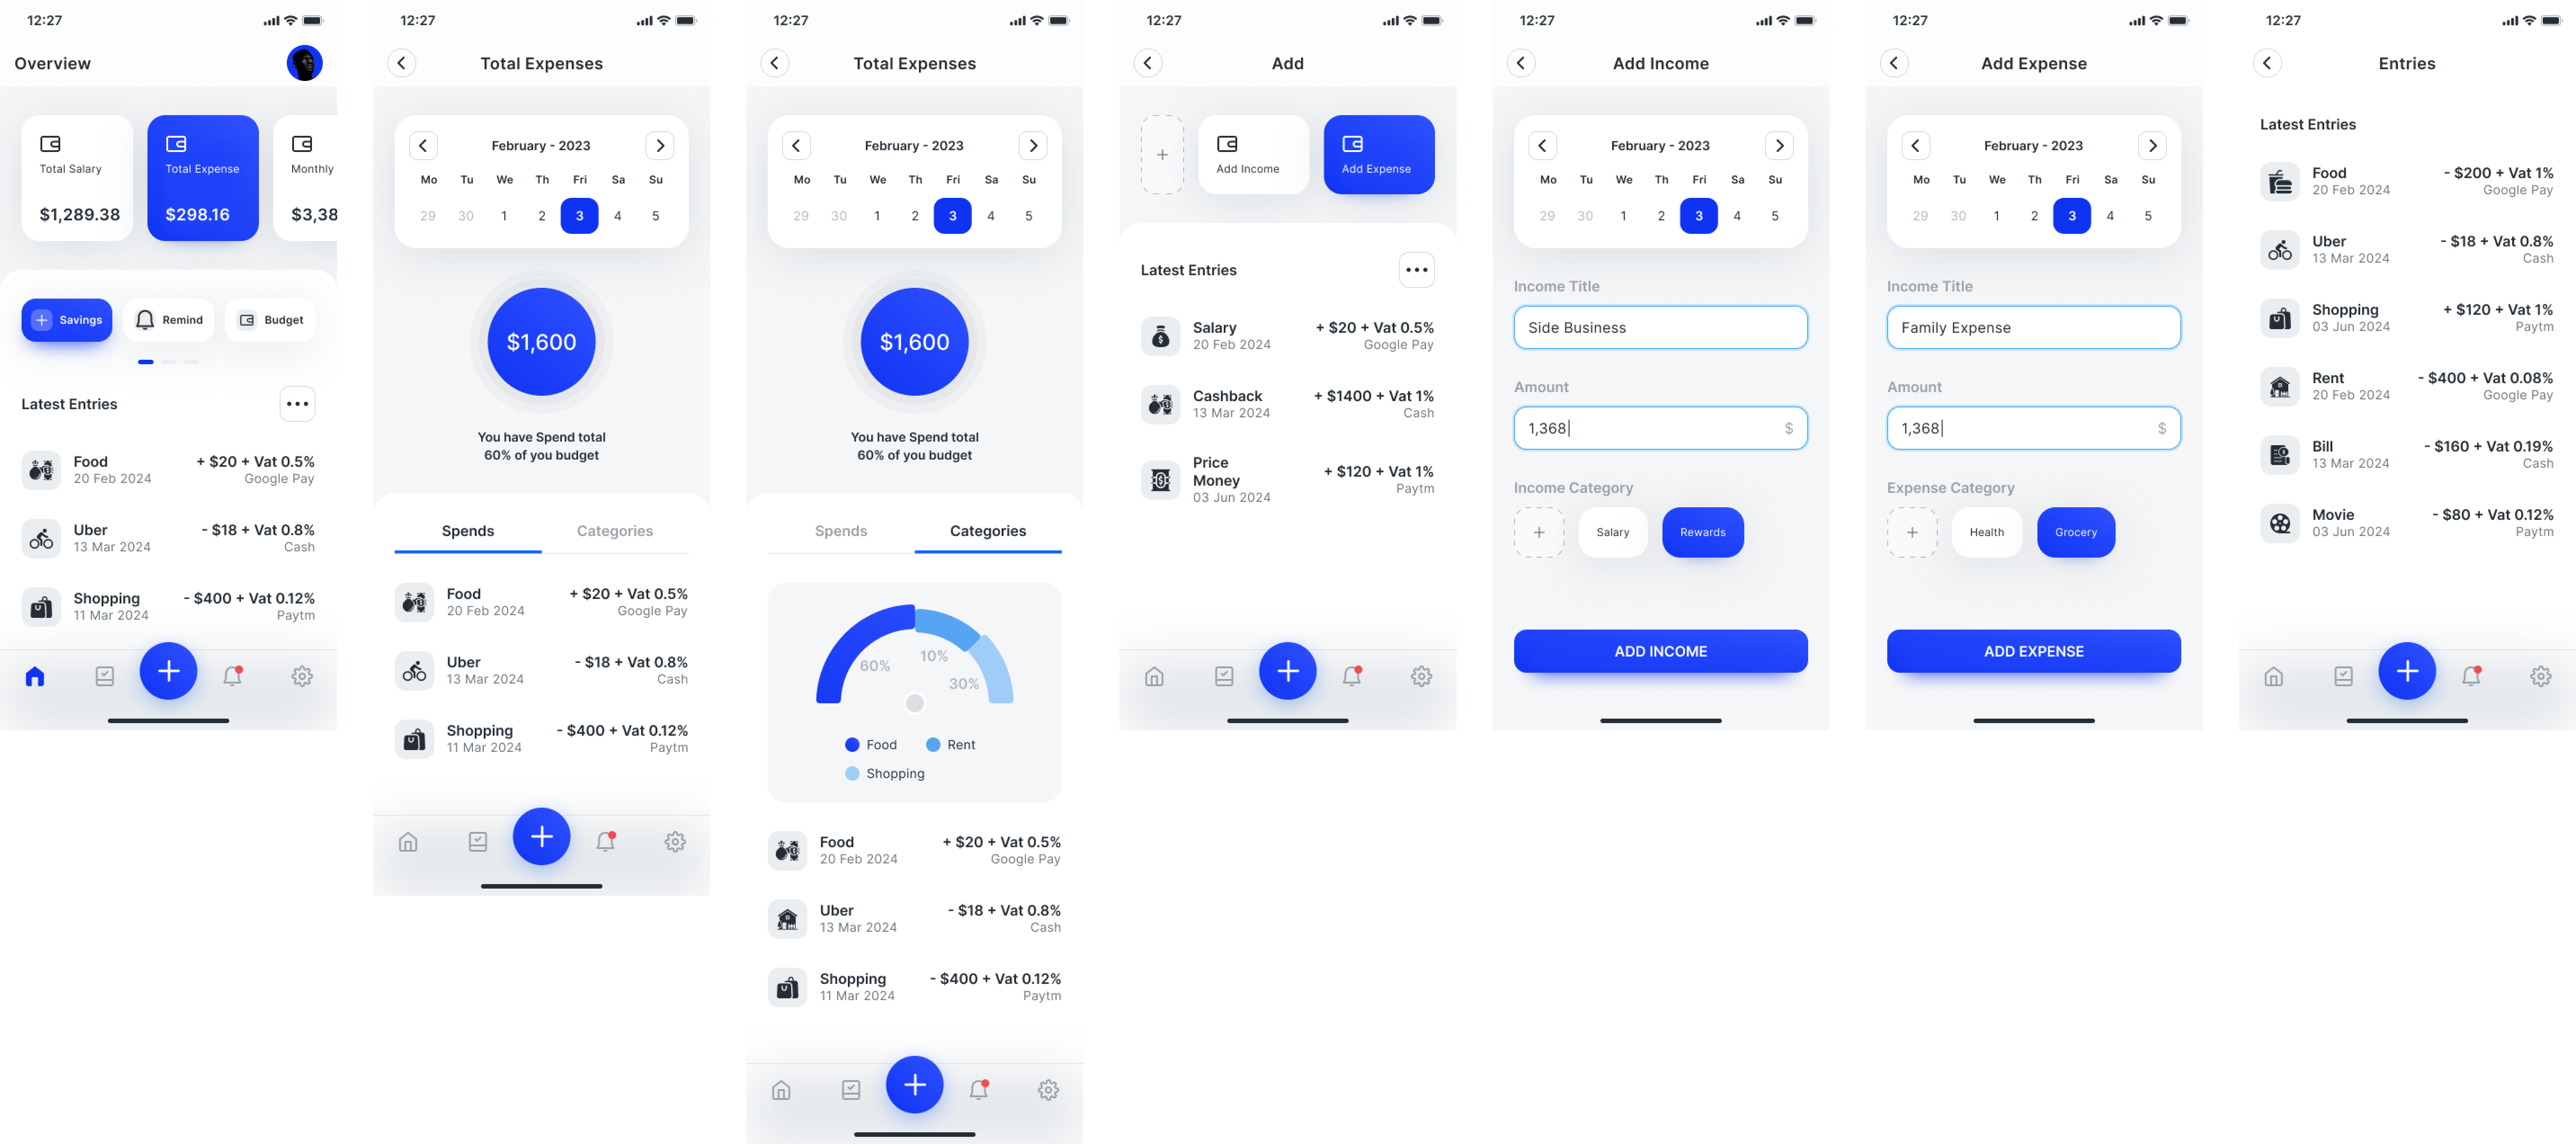 12:27
Overview
Total Salary
$1,289.38
Total Expense
$298.16
Monthly
$3,38
Savings
Remind
Budget
Latest Entries
Food
+ $20 + Vat 0.5%
20 Feb 2024
Google Pay
Uber
- $18 + Vat 0.8%
13 Mar 2024
Cash
Shopping
- $400 + Vat 0.12%
11 Mar 2024
Paytm
12:27
Total Expenses
February - 2023
Mo Tu We Th Fri Sa Su
29 30 1 2 3 4 5
$1,600
You have Spend total
60% of you budget
Spends
Categories
Food
+ $20 + Vat 0.5%
20 Feb 2024
Google Pay
Uber
- $18 + Vat 0.8%
13 Mar 2024
Cash
Shopping
- $400 + Vat 0.12%
11 Mar 2024
Paytm
12:27
Total Expenses
February - 2023
Mo Tu We Th Fri Sa Su
29 30 1 2 3 4 5
$1,600
You have Spend total
60% of you budget
Spends
Categories
60%
10%
30%
Food
Rent
Shopping
Food
+ $20 + Vat 0.5%
20 Feb 2024
Google Pay
Uber
- $18 + Vat 0.8%
13 Mar 2024
Cash
Shopping
- $400 + Vat 0.12%
11 Mar 2024
Paytm
12:27
Add
Add Income
Add Expense
Latest Entries
Salary
+ $20 + Vat 0.5%
20 Feb 2024
Google Pay
Cashback
+ $1400 + Vat 1%
13 Mar 2024
Cash
Price
Money
+ $120 + Vat 1%
03 Jun 2024
Paytm
12:27
Add Income
February - 2023
Mo Tu We Th Fri Sa Su
29 30 1 2 3 4 5
Income Title
Side Business
Amount
1,368
$
Income Category
Salary
Rewards
ADD INCOME
12:27
Add Expense
February - 2023
Mo Tu We Th Fri Sa Su
29 30 1 2 3 4 5
Income Title
Family Expense
Amount
1,368
$
Expense Category
Health
Grocery
ADD EXPENSE
12:27
Entries
Latest Entries
Food
- $200 + Vat 1%
20 Feb 2024
Google Pay
Uber
- $18 + Vat 0.8%
13 Mar 2024
Cash
Shopping
+ $120 + Vat 1%
03 Jun 2024
Paytm
Rent
- $400 + Vat 0.08%
20 Feb 2024
Google Pay
Bill
- $160 + Vat 0.19%
13 Mar 2024
Cash
Movie
- $80 + Vat 0.12%
03 Jun 2024
Paytm